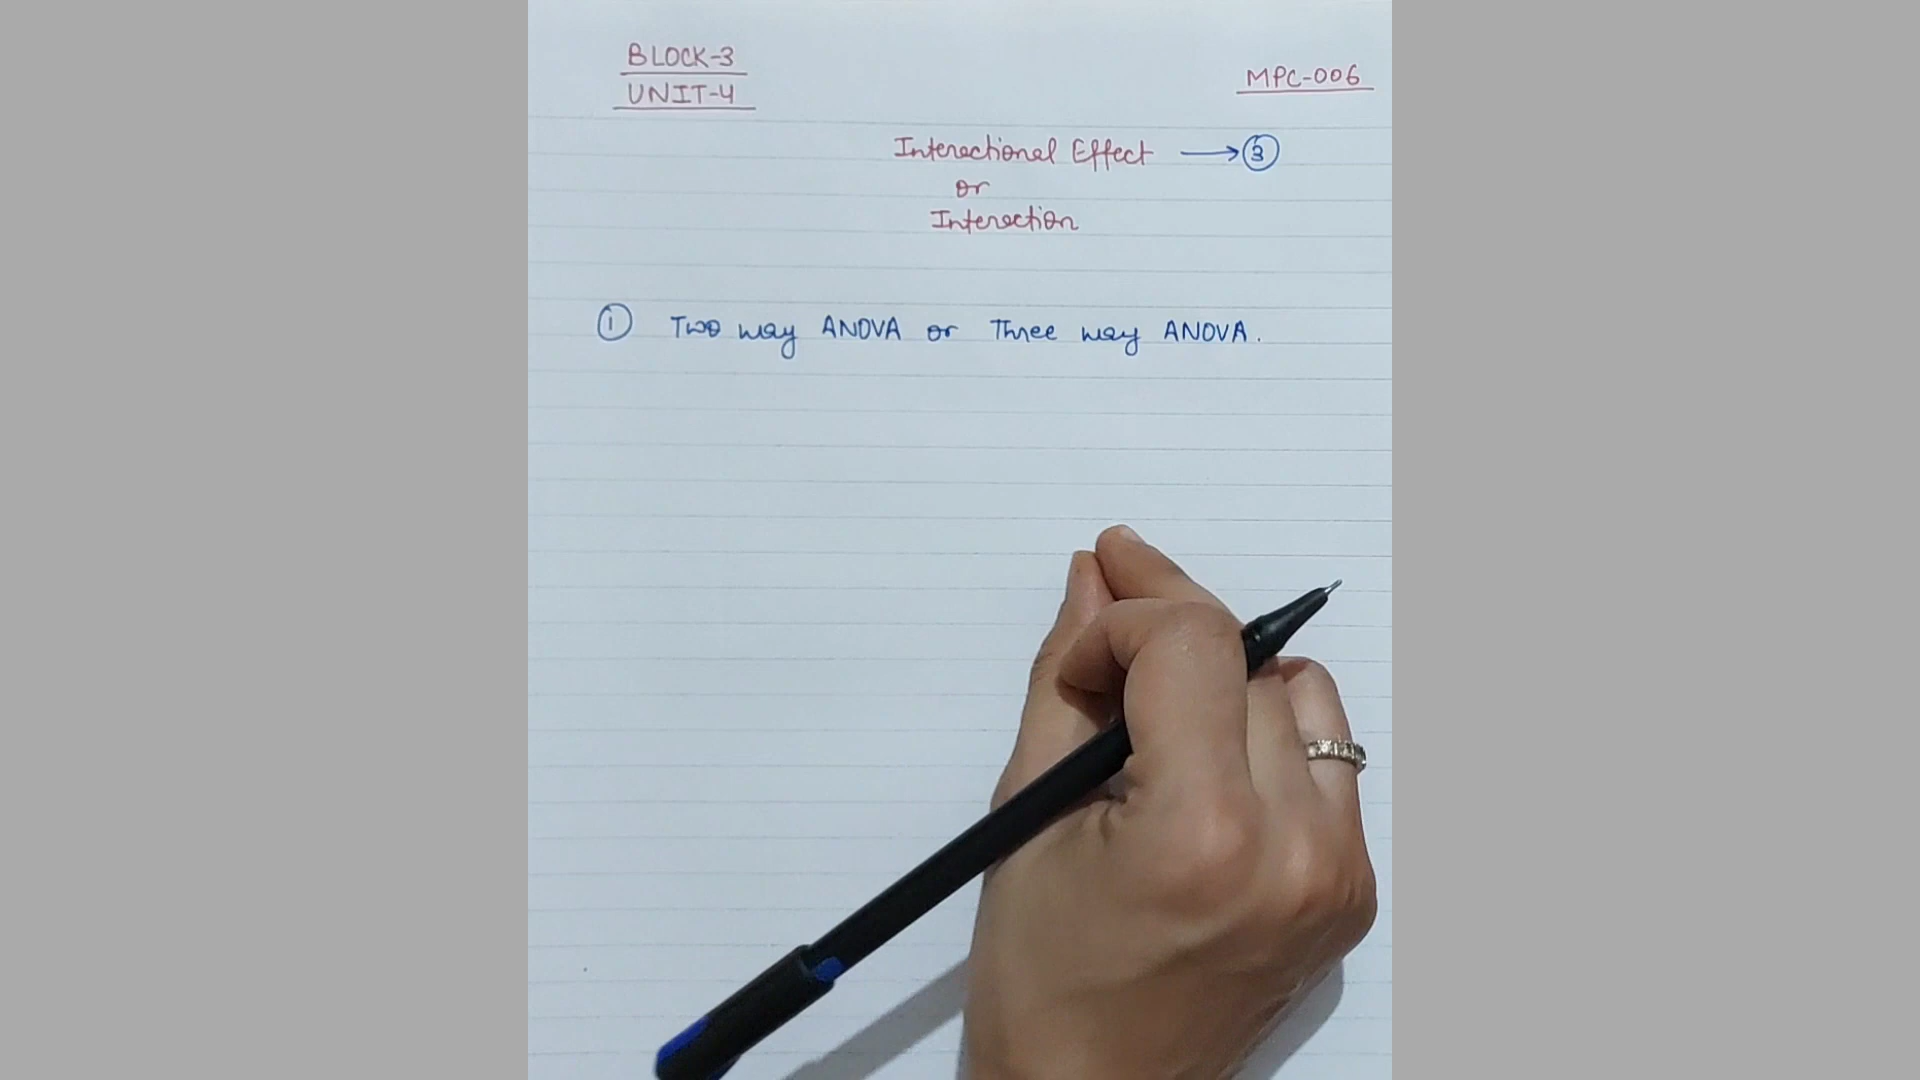 BLOCK-3
UNIT-4
MPC-006
Interactional Effect → ③
or
Interaction
① Two way ANOVA or Three way ANOVA.